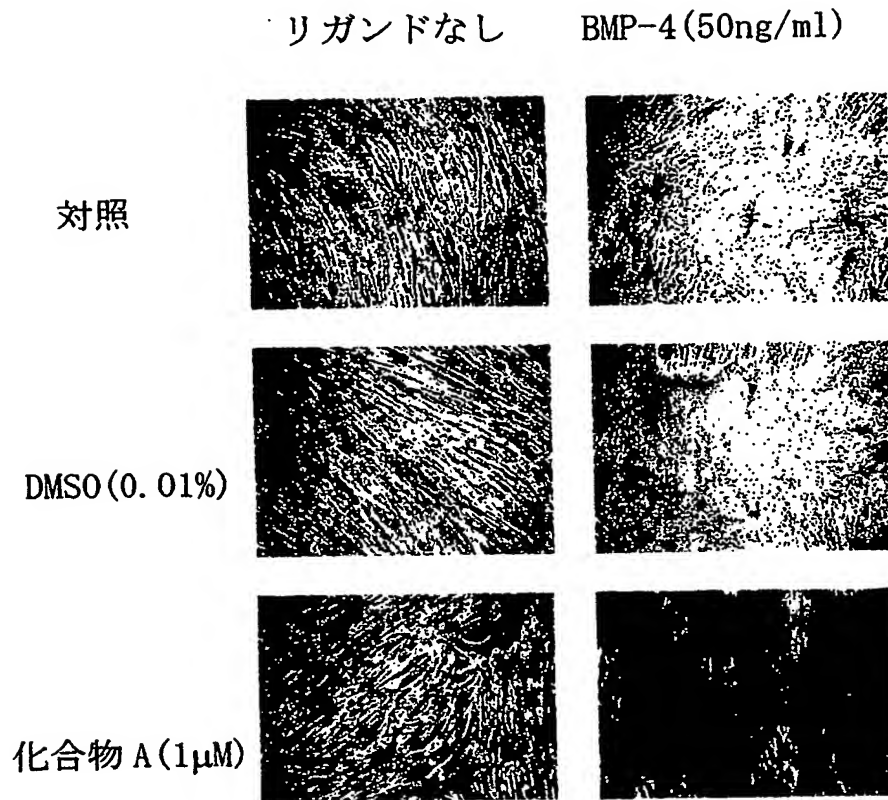 リガンドなし BMP-4(50ng/ml)
対照
DMSO(0.01%)
化合物A(1μM)